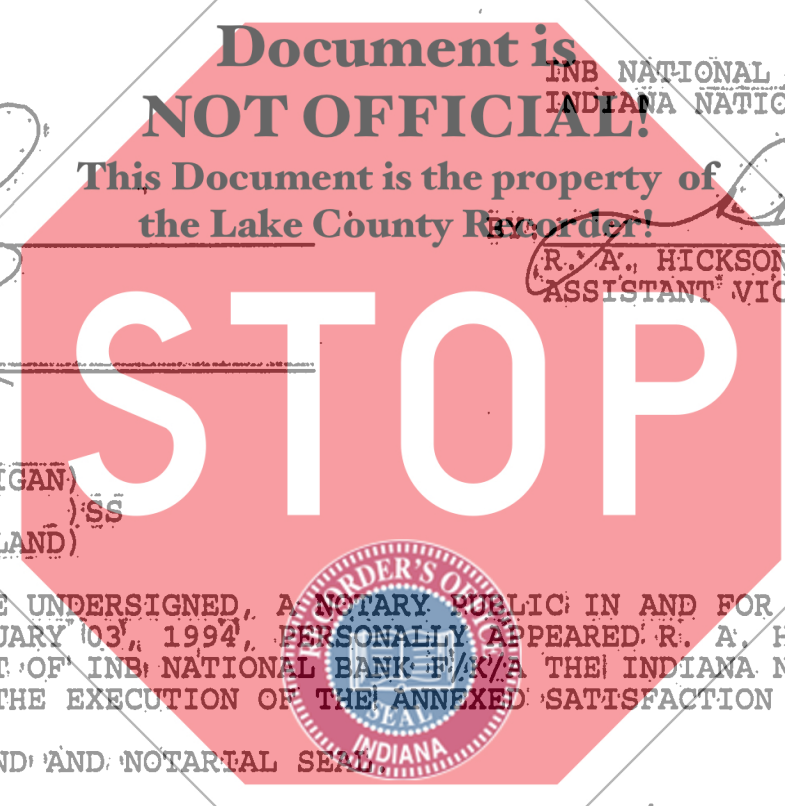 Document is
INB NATIONAL
NOT OFFICIAL!
INDIANA NATIO
This Document is the property of
the Lake County Recorder!
BY:
R. A. HICKSON
ASSISTANT VIC
STOP
IGAN)
)SS
LAND)
E UNDERSIGNED, A NOTARY PUBLIC IN AND FOR
UARY 03, 1994, PERSONALLY APPEARED R. A. H
T OF INB NATIONAL BANK F/K/A THE INDIANA N
THE EXECUTION OF THE ANNEXED SATISFACTION
ND AND NOTARIAL SEAL.
RECORDER'S OFFICE
SEAL
INDIANA